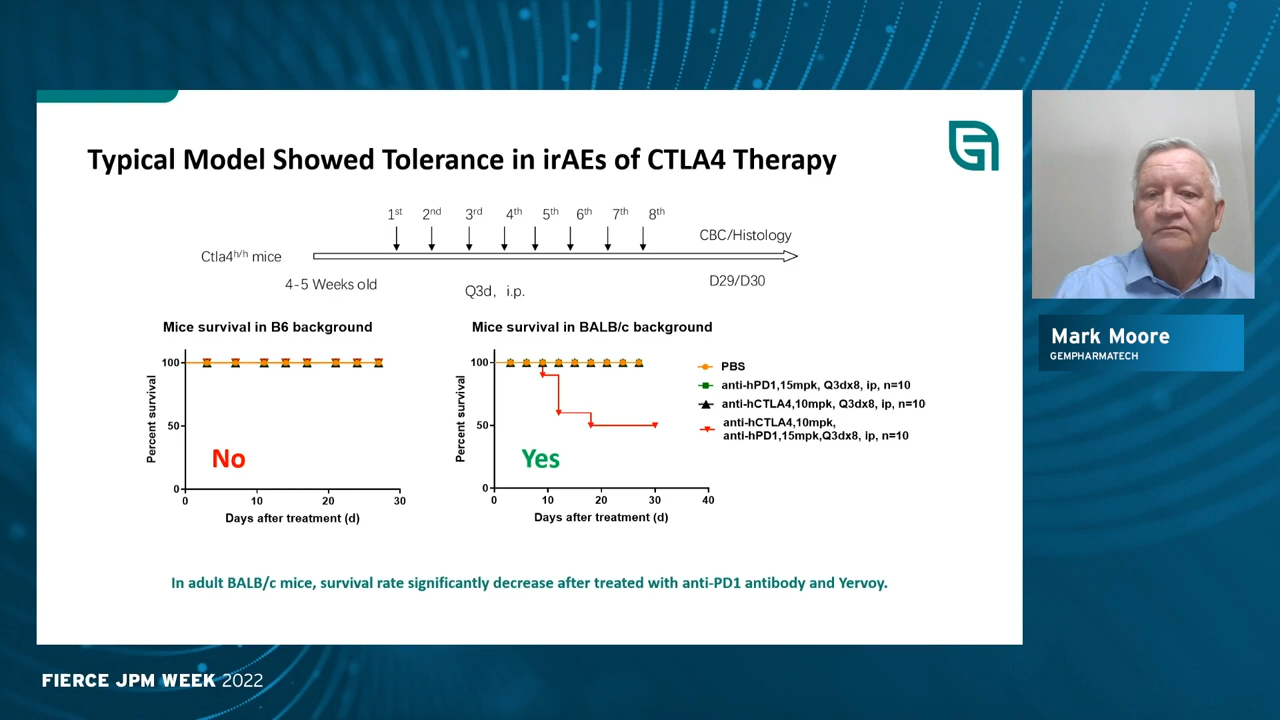 Typical Model Showed Tolerance in irAEs of CTLA4 Therapy
1st 2nd 3rd 4th 5th 6th 7th 8th
CBC/Histology
Ctla4h/h mice
4-5 Weeks old
D29/D30
Q3d, i.p.
Mice survival in B6 background
Percent survival
100
50
0
0 10 20 30
Days after treatment (d)
No
Mice survival in BALB/c background
Percent survival
100
50
0
0 10 20 30 40
Days after treatment (d)
Yes
PBS
anti-hPD1,15mpk, Q3dx8, ip, n=10
anti-hCTLA4,10mpk, Q3dx8, ip, n=10
anti-hCTLA4,10mpk,
anti-hPD1,15mpk,Q3dx8, ip, n=10
In adult BALB/c mice, survival rate significantly decrease after treated with anti-PD1 antibody and Yervoy.
Mark Moore
GEMPHARMATECH
FIERCE JPM WEEK 2022